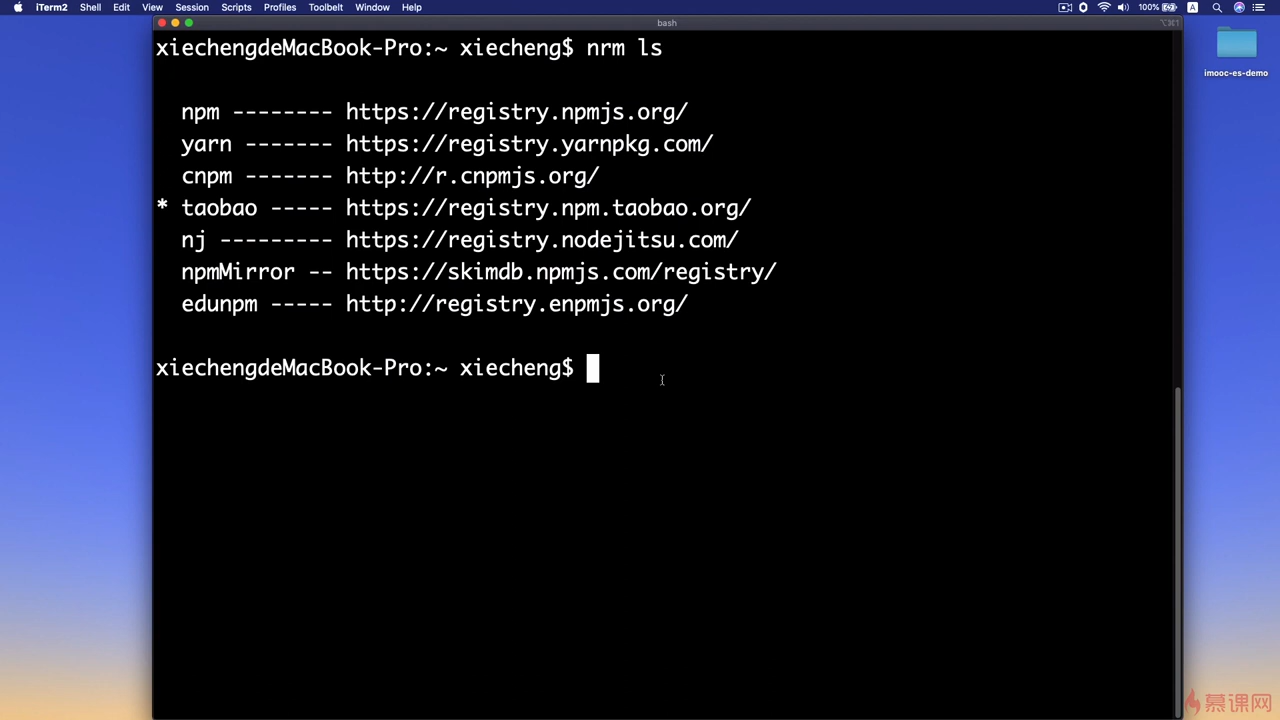 iTerm2 Shell Edit View Session Scripts Profiles Toolbelt Window Help 100% A
bash
⌥⌘1
imooc-es-demo
xiechengdeMacBook-Pro:~ xiecheng$ nrm ls
npm -------- https://registry.npmjs.org/
yarn ------- https://registry.yarnpkg.com/
cnpm ------- http://r.cnpmjs.org/
* taobao ----- https://registry.npm.taobao.org/
nj --------- https://registry.nodejitsu.com/
npmMirror -- https://skimdb.npmjs.com/registry/
edunpm ----- http://registry.enpmjs.org/
xiechengdeMacBook-Pro:~ xiecheng$
慕课网